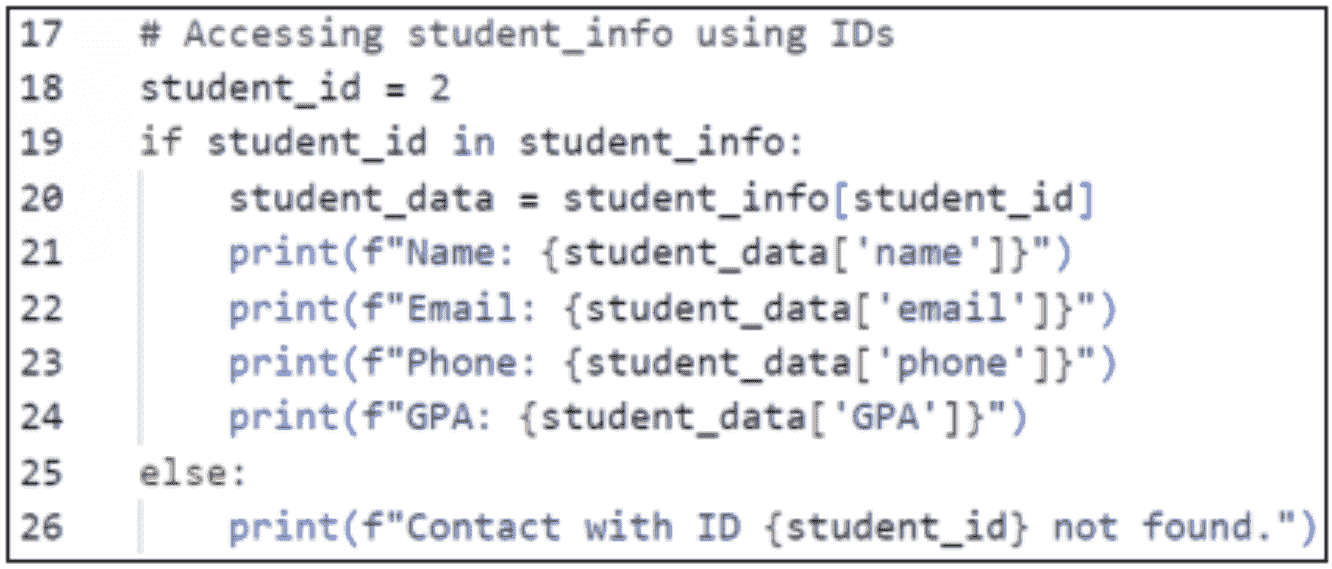 17 # Accessing student_info using IDs
18 student_id = 2
19 if student_id in student_info:
20     student_data = student_info[student_id]
21     print(f"Name: {student_data['name']}")
22     print(f"Email: {student_data['email']}")
23     print(f"Phone: {student_data['phone']}")
24     print(f"GPA: {student_data['GPA']}")
25 else:
26     print(f"Contact with ID {student_id} not found.")